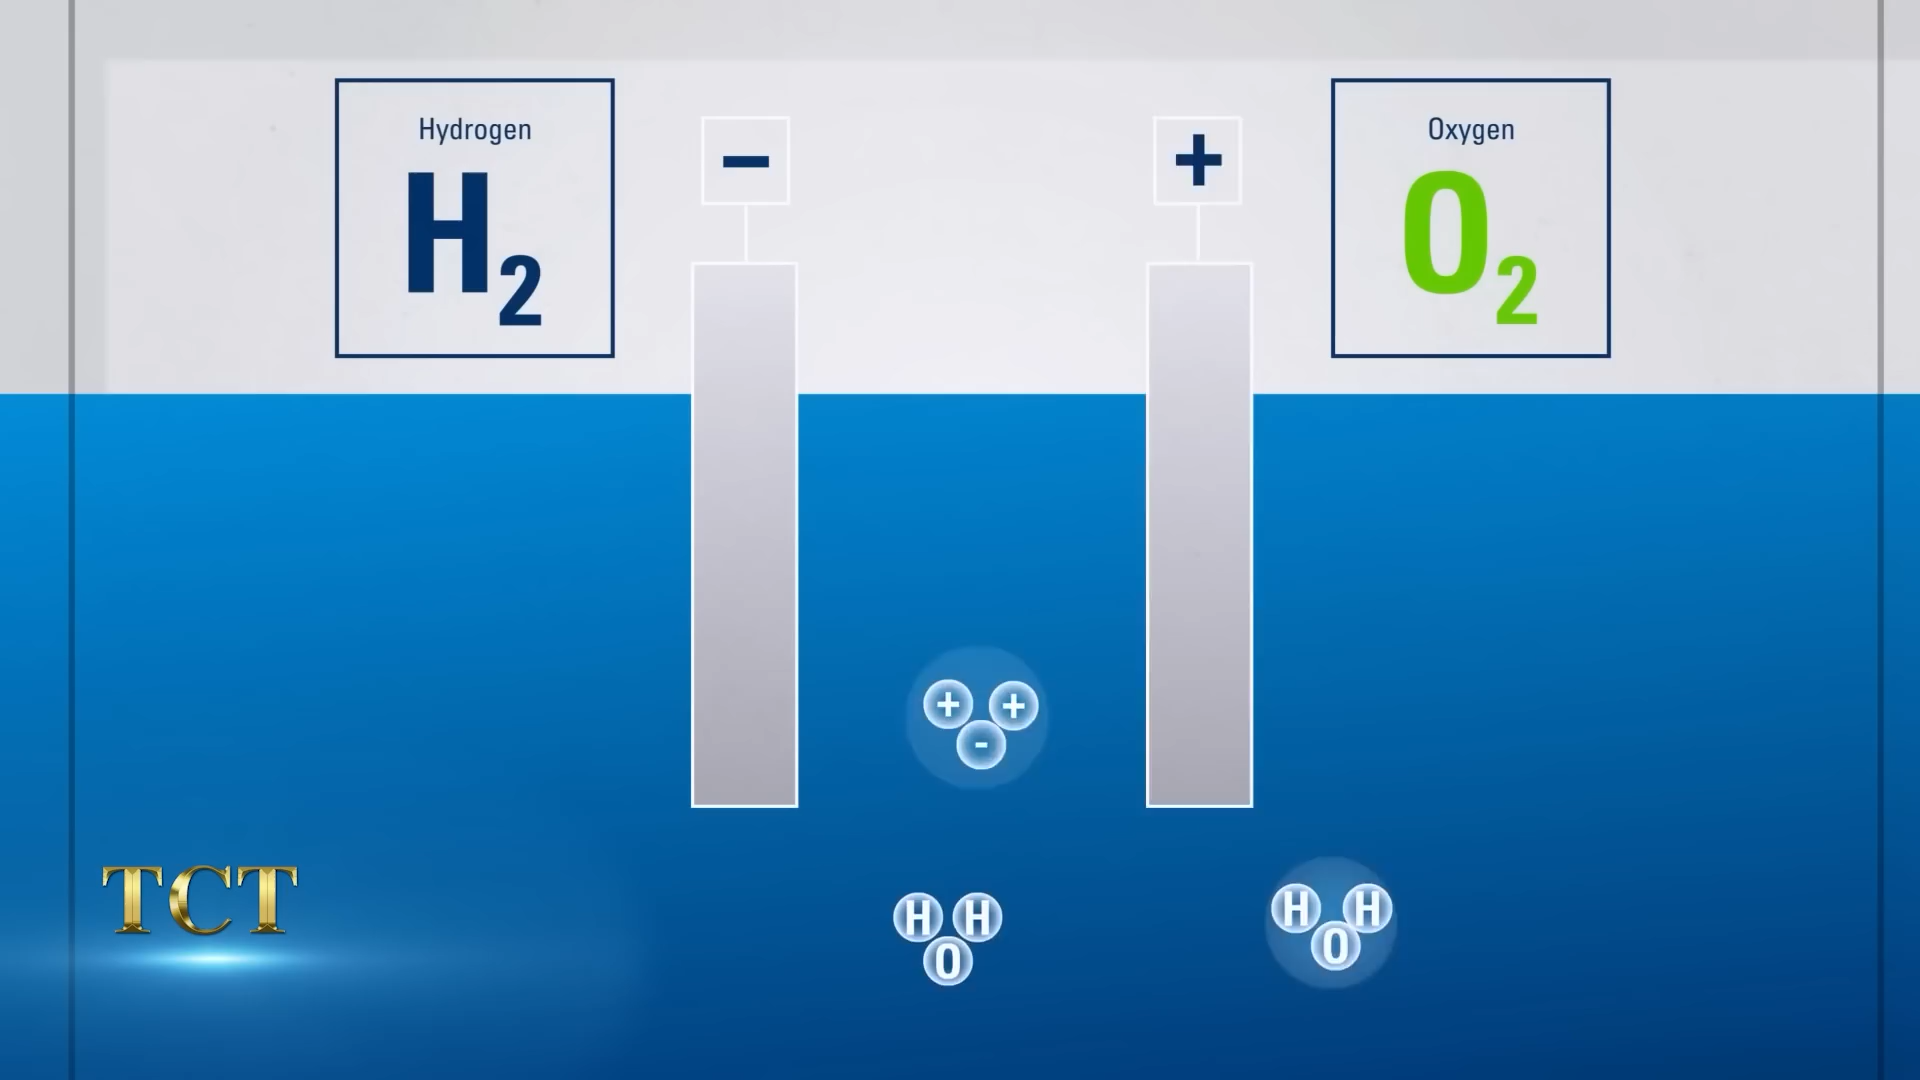 Hydrogen
H2
−
+
Oxygen
O2
+ +
-
H H
O
H H
O
TCT